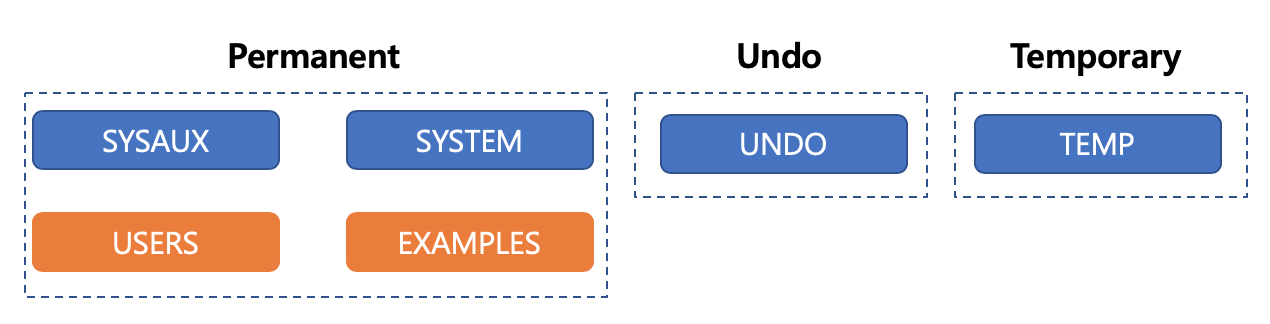 Permanent
Undo
Temporary
SYSAUX
SYSTEM
UNDO
TEMP
USERS
EXAMPLES